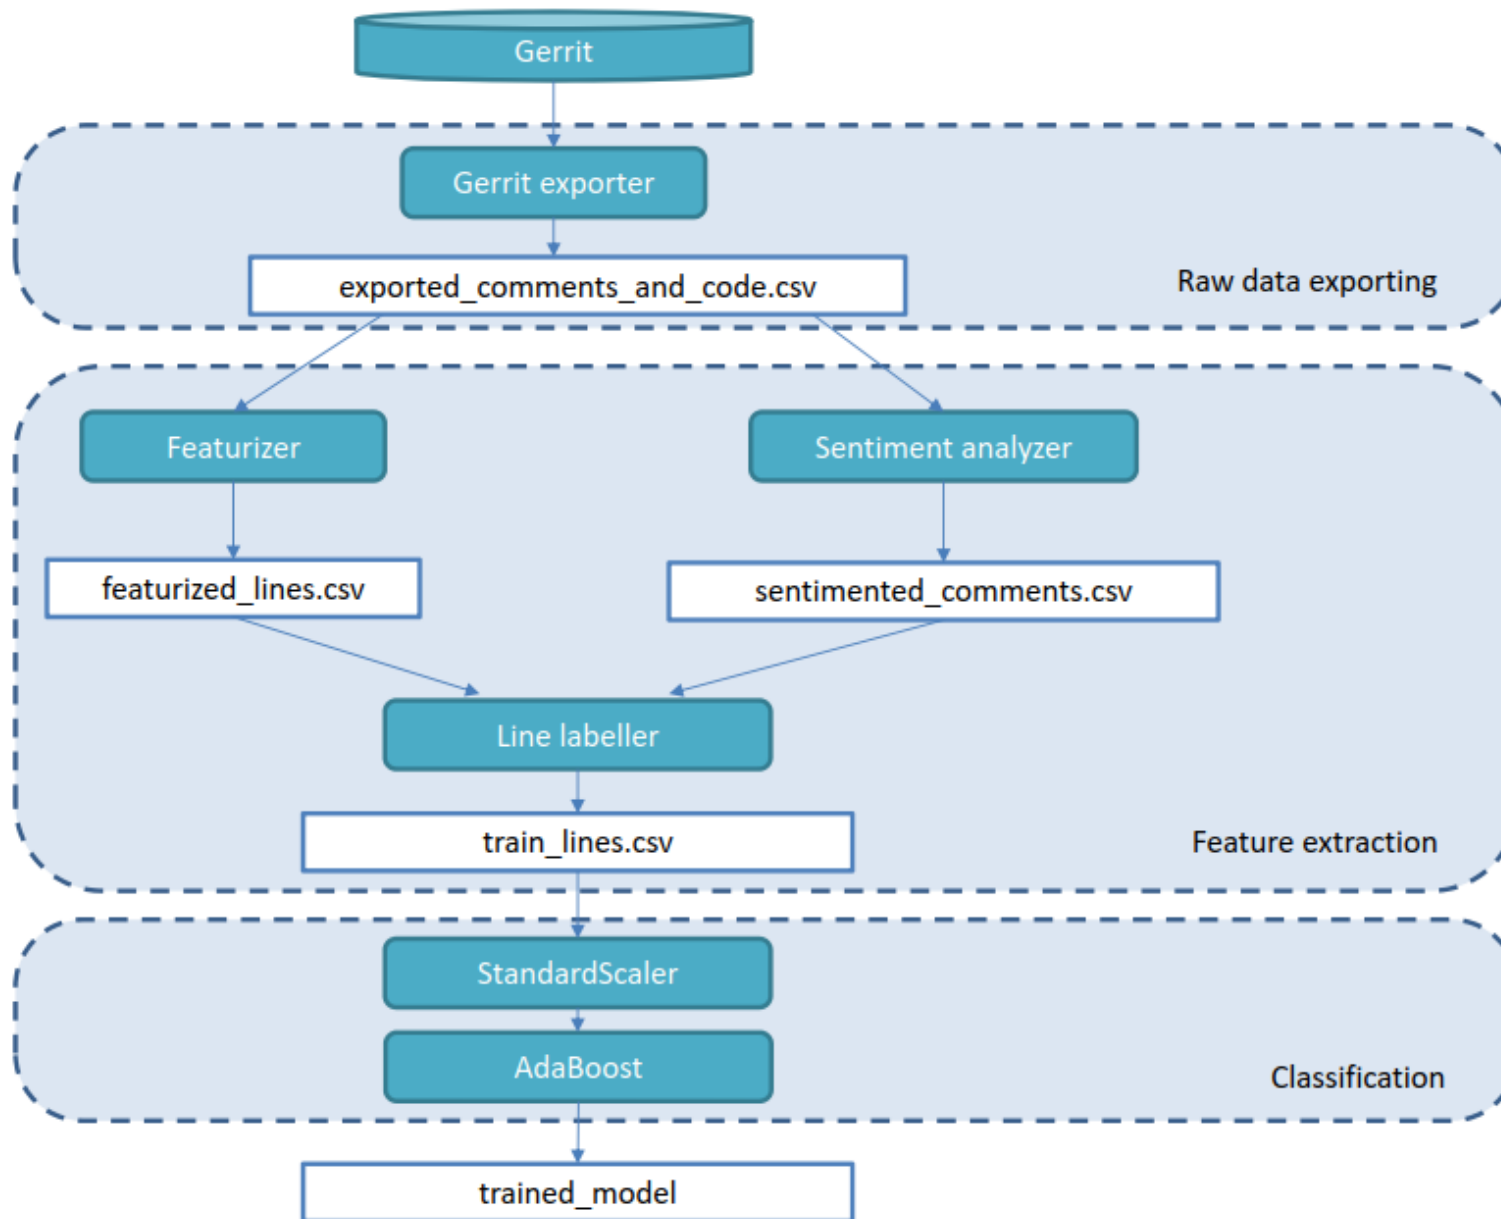 Gerrit
Gerrit exporter
exported_comments_and_code.csv
Raw data exporting
Featurizer
Sentiment analyzer
featurized_lines.csv
sentimented_comments.csv
Line labeller
train_lines.csv
Feature extraction
StandardScaler
AdaBoost
Classification
trained_model